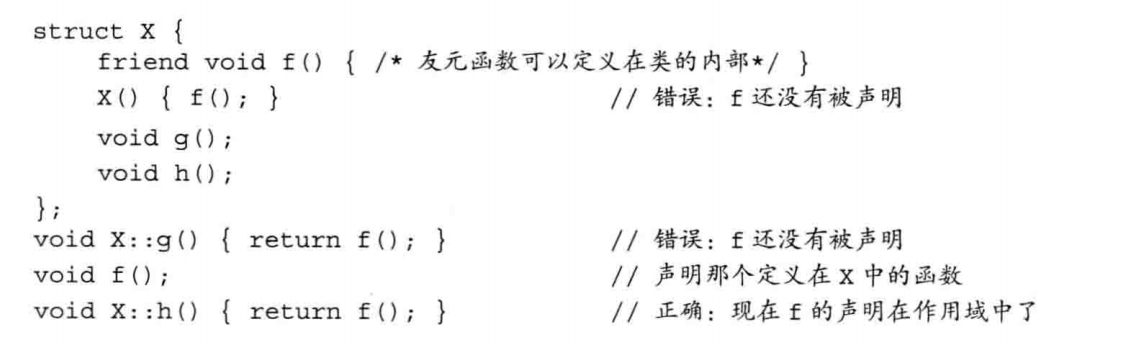 struct X {
    friend void f() { /* 友元函数可以定义在类的内部*/ }
    X() { f(); }                              // 错误: f 还没有被声明
    void g();
    void h();
};
void X::g() { return f(); }                   // 错误: f 还没有被声明
void f();                                     // 声明那个定义在 X 中的函数
void X::h() { return f(); }                   // 正确: 现在 f 的声明在作用域中了